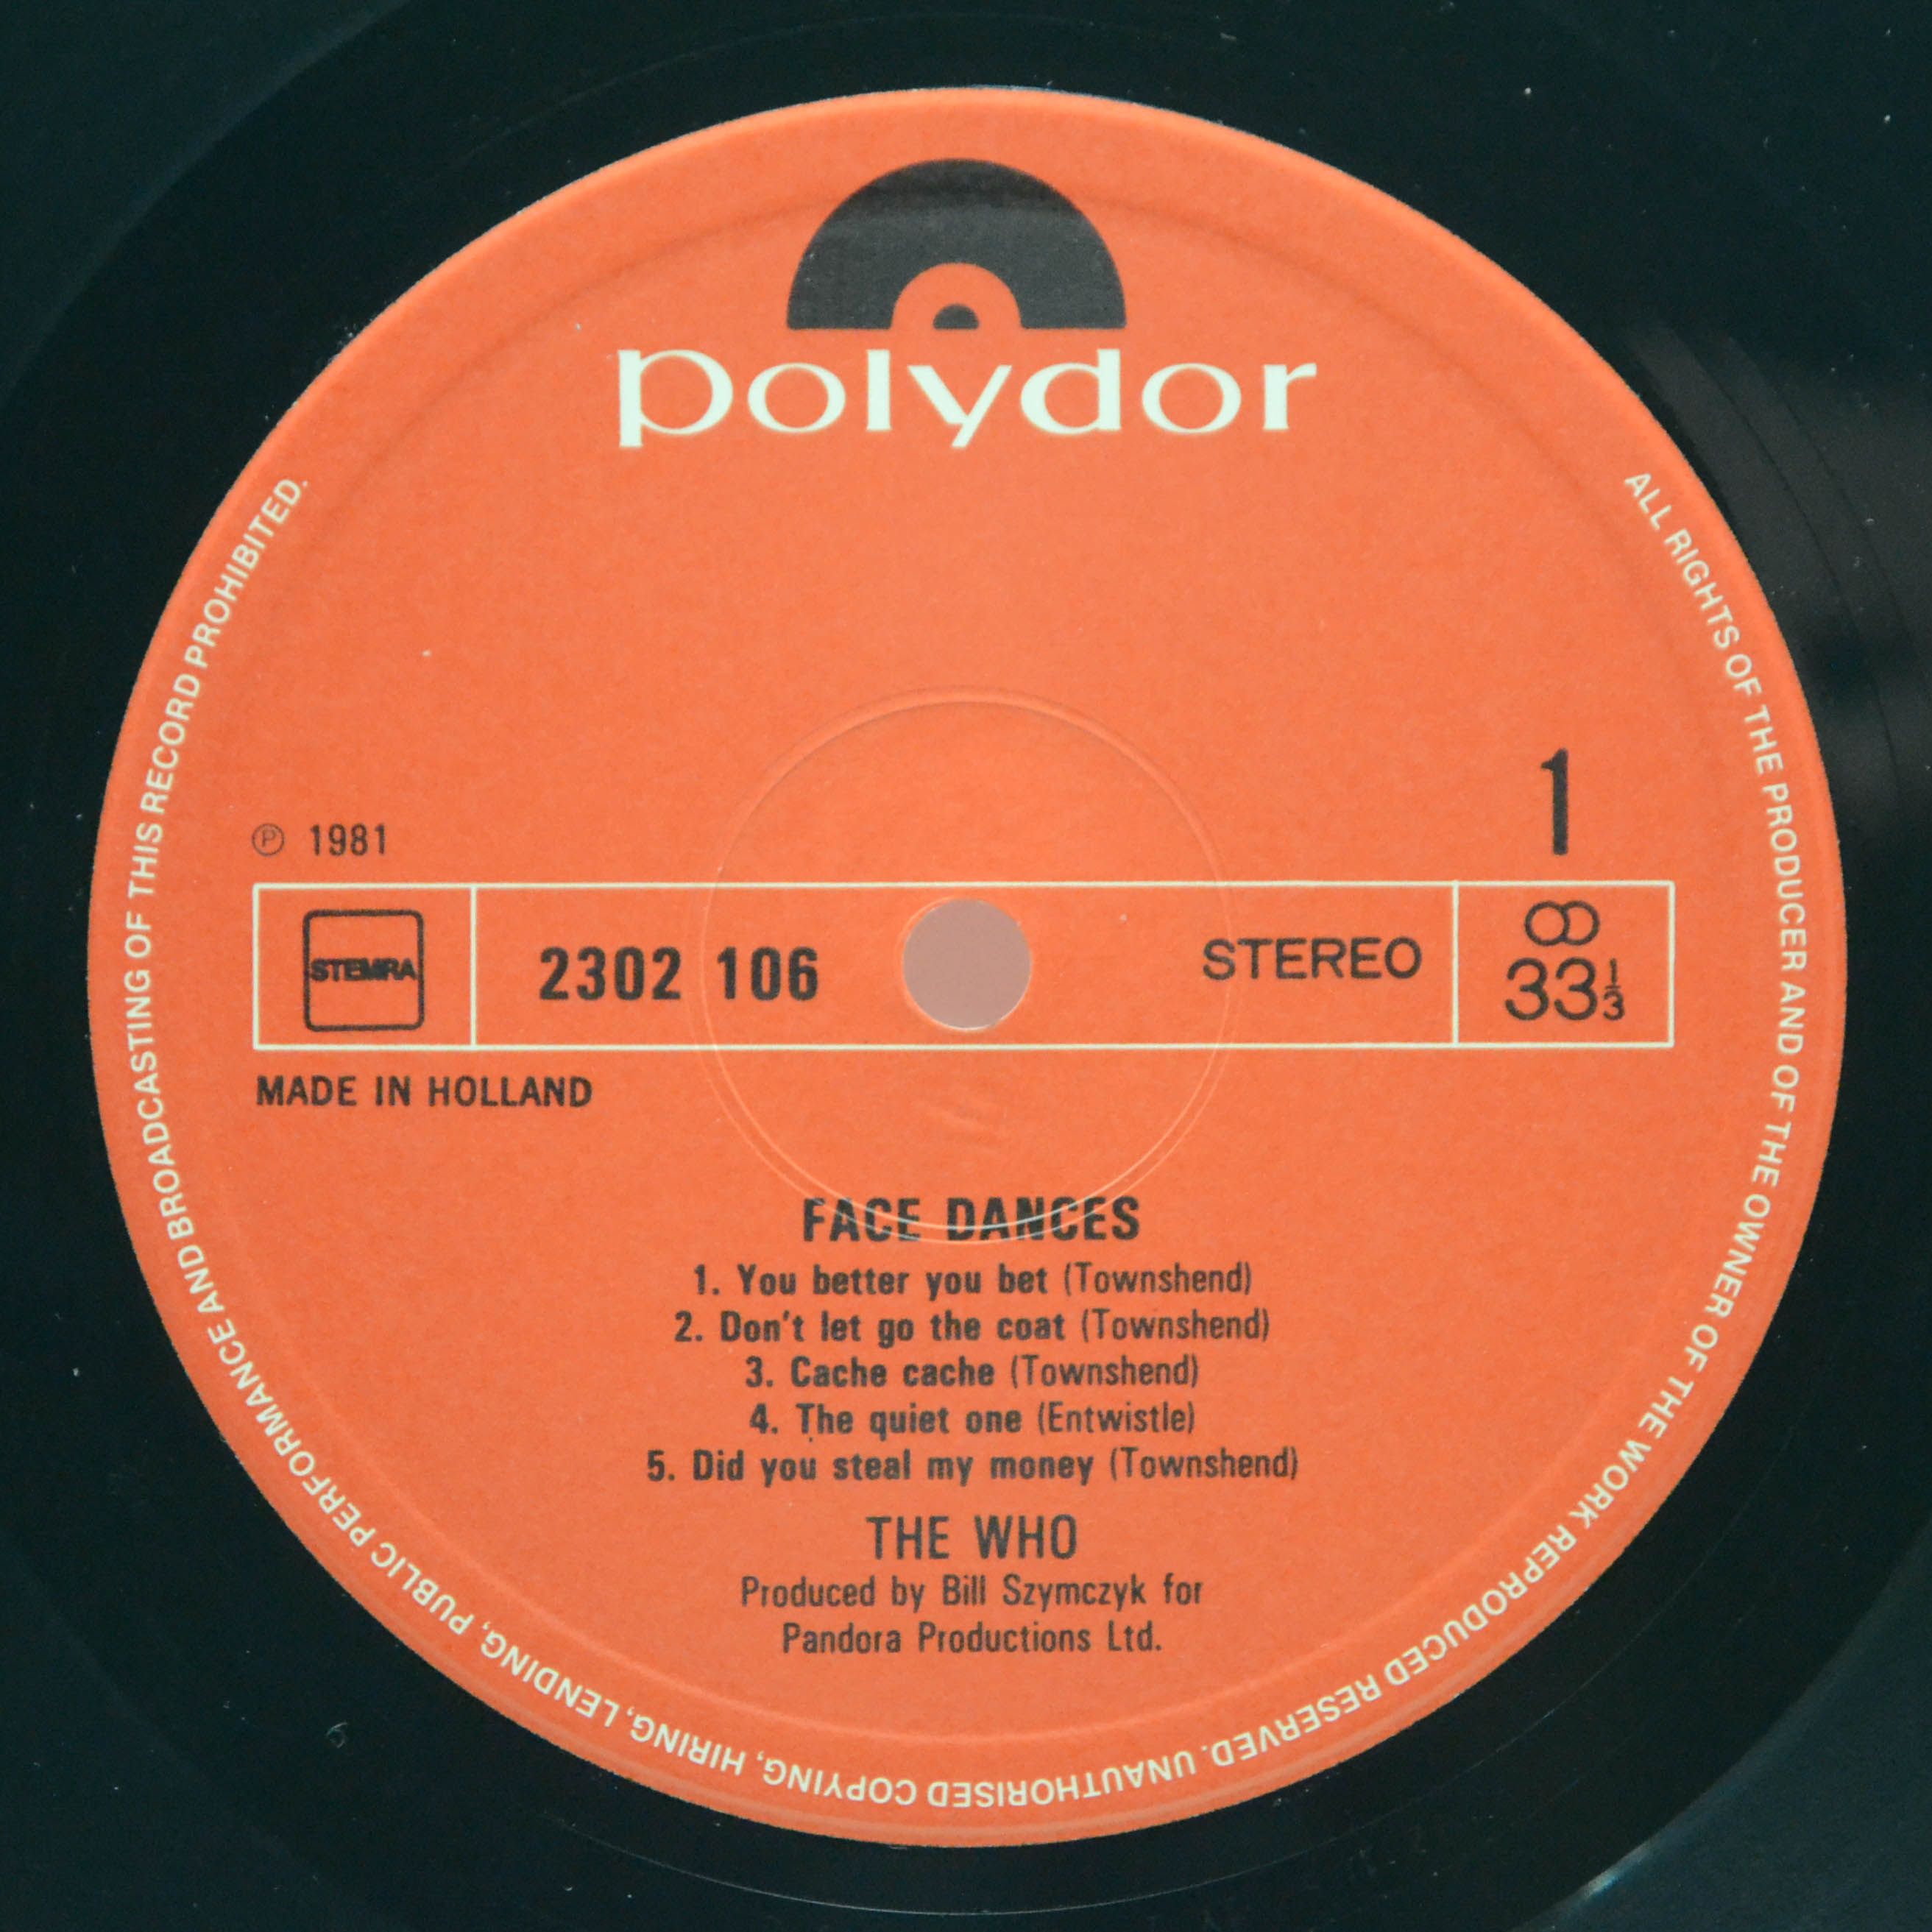 polydor
℗ 1981
1
STEMRA
2302 106
STEREO
33⅓
MADE IN HOLLAND
FACE DANCES
1. You better you bet (Townshend)
2. Don't let go the coat (Townshend)
3. Cache cache (Townshend)
4. The quiet one (Entwistle)
5. Did you steal my money (Townshend)
THE WHO
Produced by Bill Szymczyk for
Pandora Productions Ltd.
ALL RIGHTS OF THE PRODUCER AND OF THE OWNER OF THE WORK REPRODUCED RESERVED. UNAUTHORISED COPYING, HIRING, LENDING, PUBLIC PERFORMANCE AND BROADCASTING OF THIS RECORD PROHIBITED.